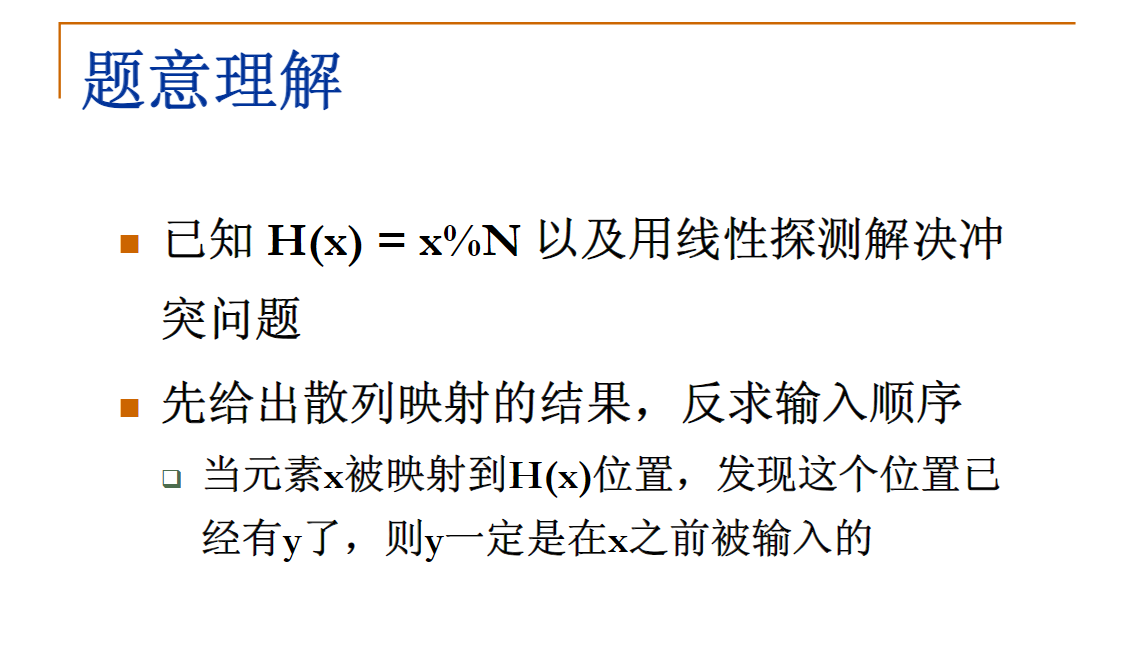 题意理解
已知 H(x) = x%N 以及用线性探测解决冲
突问题
先给出散列映射的结果，反求输入顺序
当元素x被映射到H(x)位置，发现这个位置已
经有y了，则y一定是在x之前被输入的